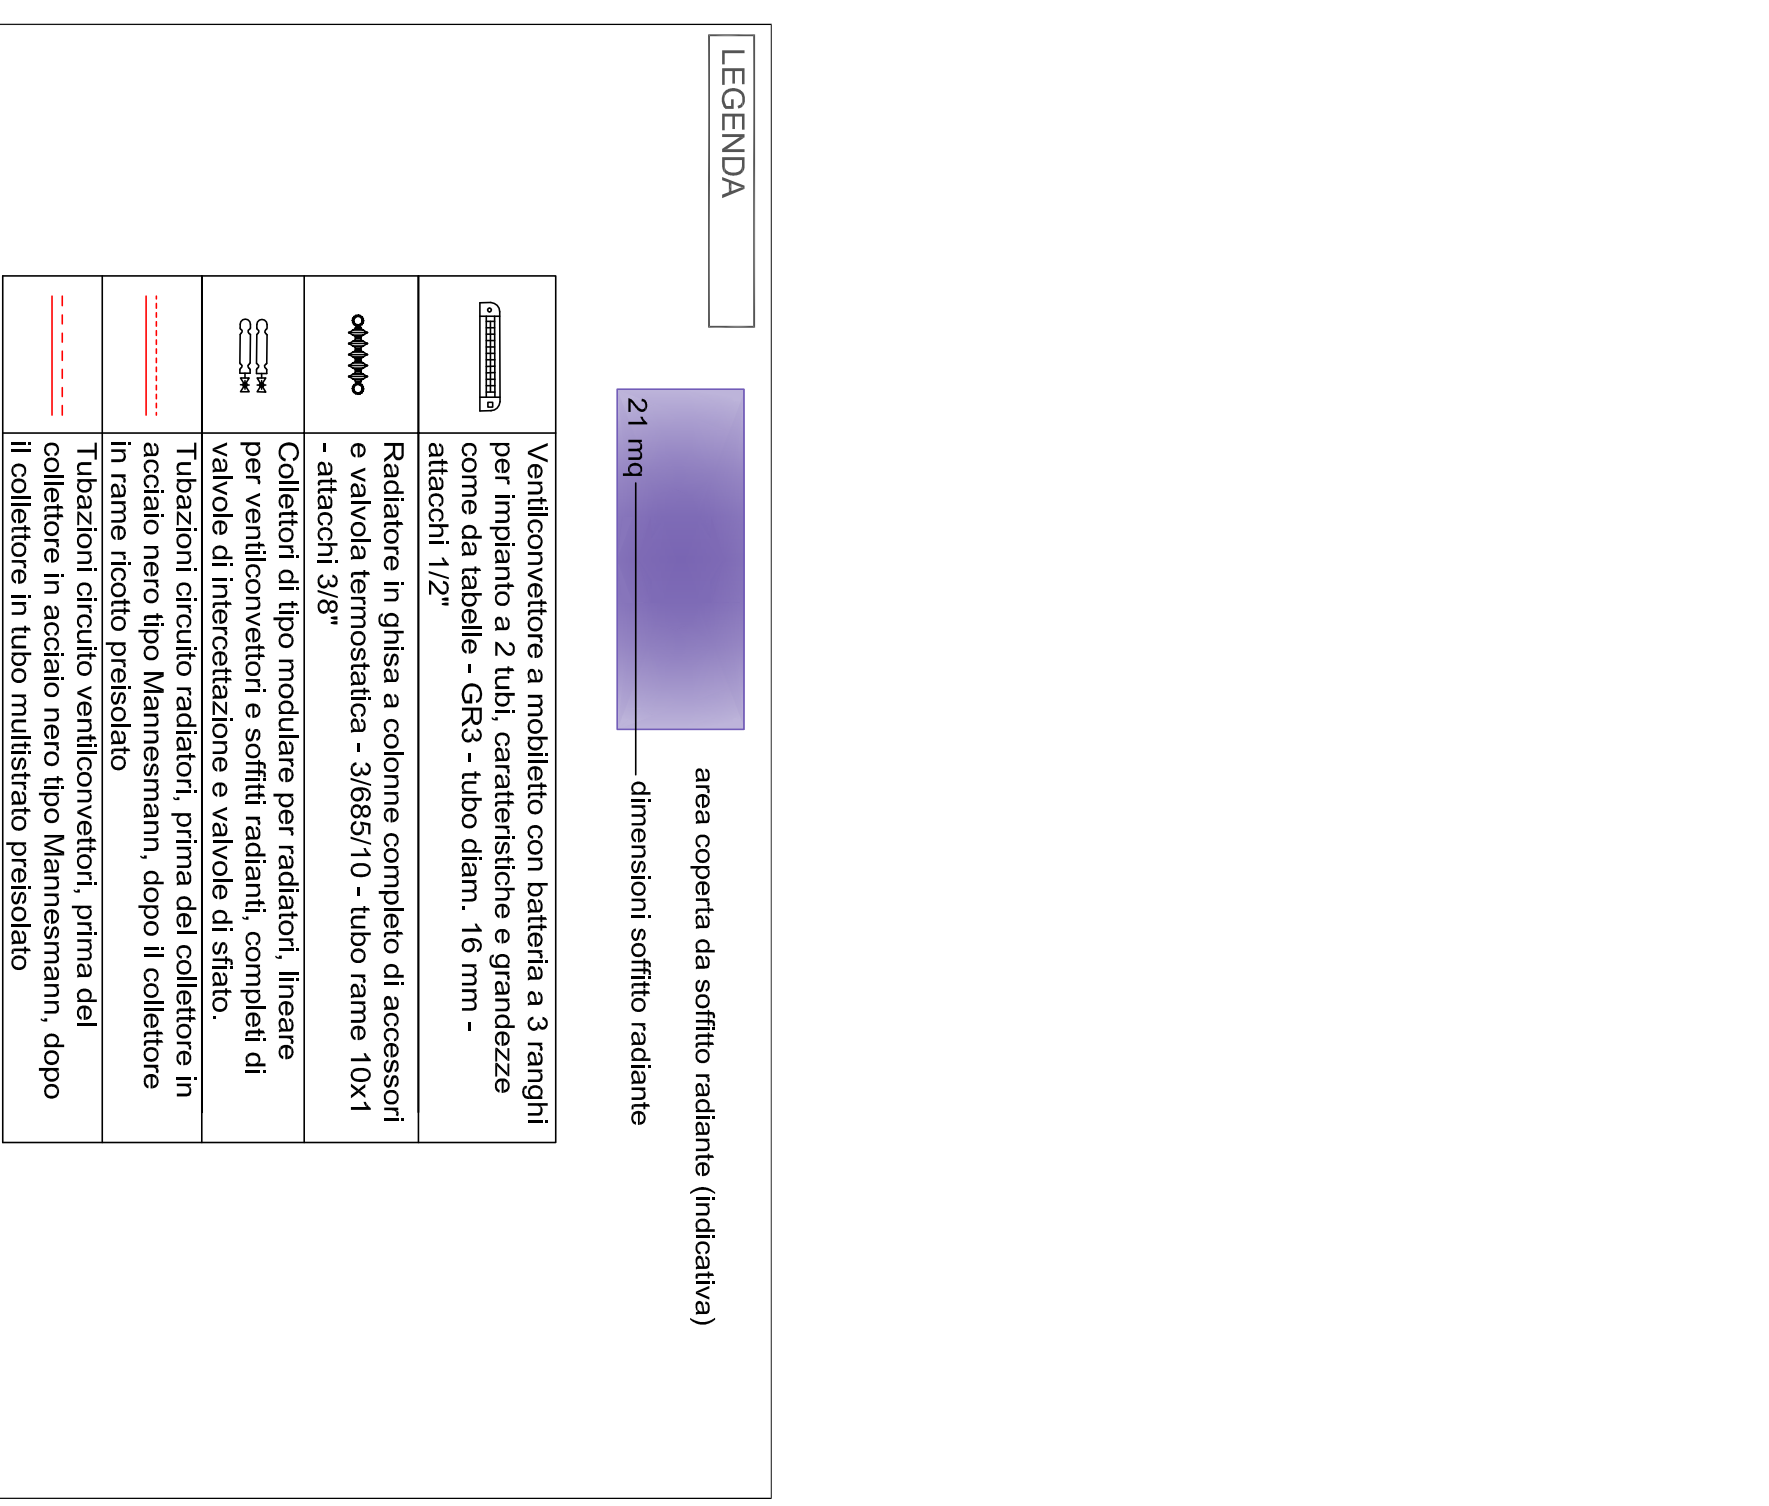 LEGENDA
area coperta da soffitto radiante (indicativa)
21 mq
dimensioni soffitto radiante
Ventilconvettore a mobiletto con batteria a 3 ranghi
per impianto a 2 tubi, caratteristiche e grandezze
come da tabelle - GR3 - tubo diam. 16 mm -
attacchi 1/2"
Radiatore in ghisa a colonne completo di accessori
e valvola termostatica - 3/685/10 - tubo rame 10x1
- attacchi 3/8"
Collettori di tipo modulare per radiatori, lineare
per ventilconvettori e soffitti radianti, completi di
valvole di intercettazione e valvole di sfiato.
Tubazioni circuito radiatori, prima del collettore in
acciaio nero tipo Mannesmann, dopo il collettore
in rame ricotto preisolato
Tubazioni circuito ventilconvettori, prima del
collettore in acciaio nero tipo Mannesmann, dopo
il collettore in tubo multistrato preisolato